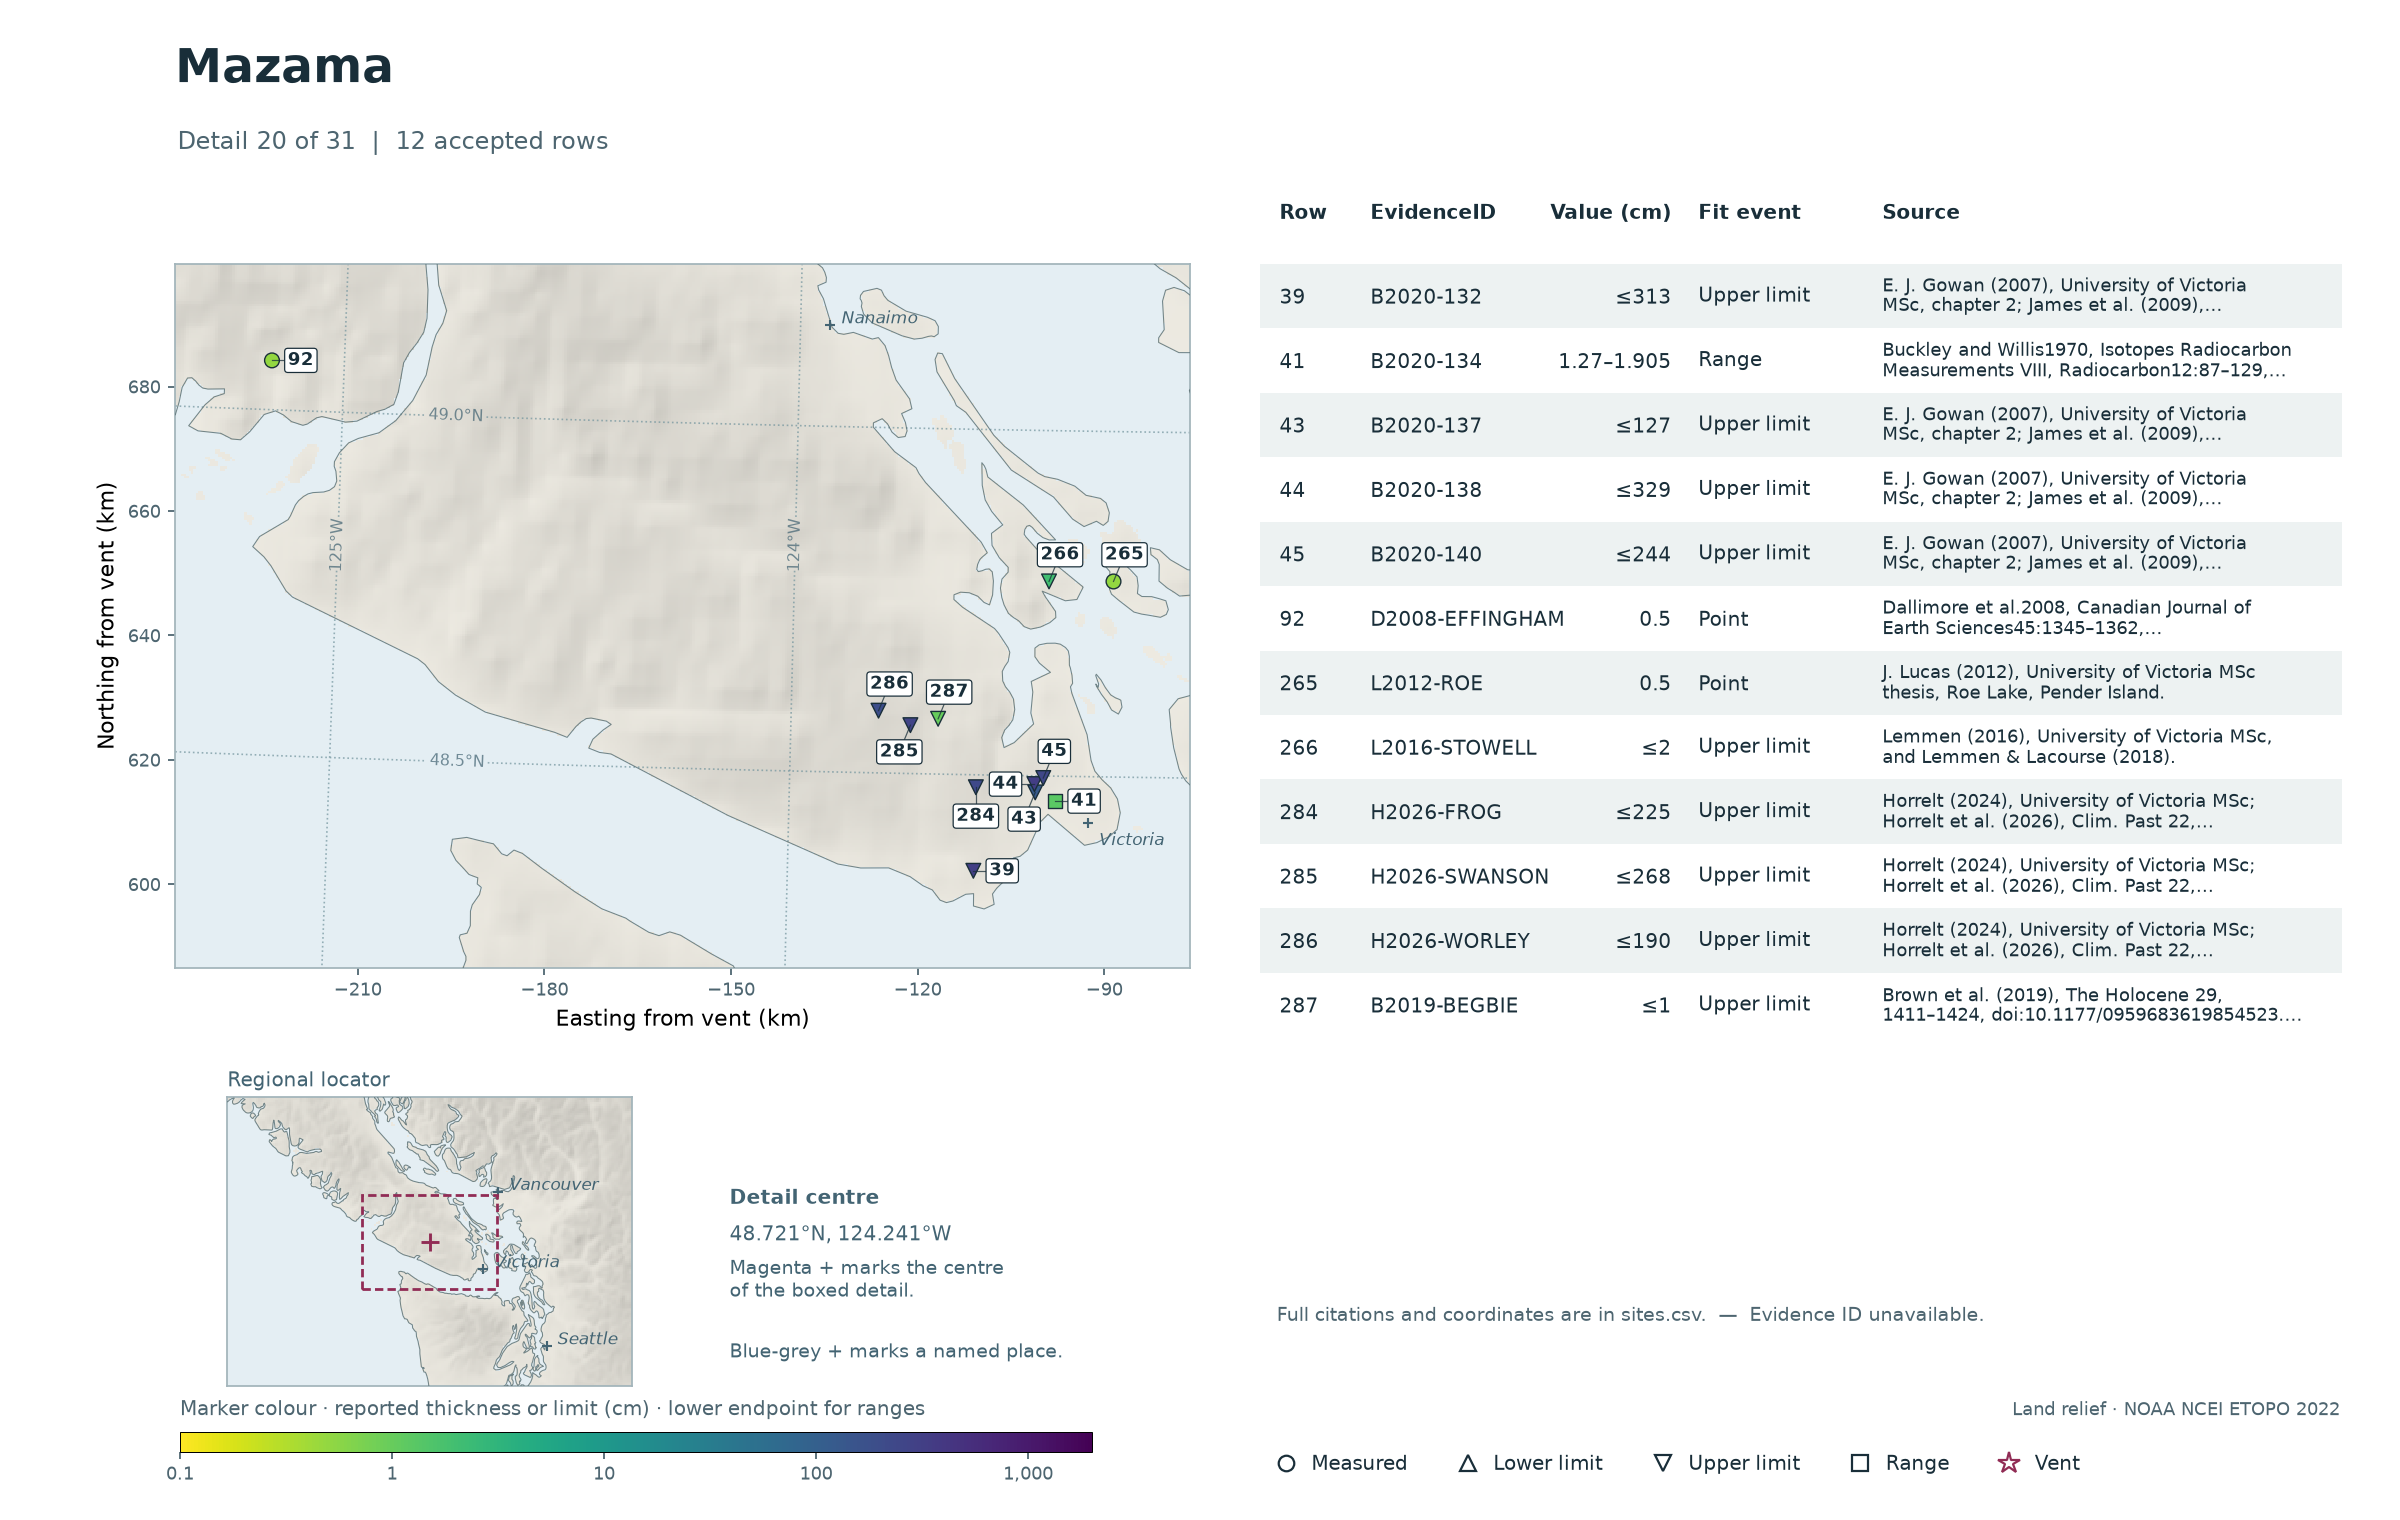 Mazama
Detail 20 of 31 | 12 accepted rows
Row EvidenceID Value (cm) Fit event Source
39 B2020-132 ≤313 Upper limit E. J. Gowan (2007), University of Victoria
MSc, chapter 2; James et al. (2009),…
41 B2020-134 1.27–1.905 Range Buckley and Willis1970, Isotopes Radiocarbon
Measurements VIII, Radiocarbon12:87–129,…
43 B2020-137 ≤127 Upper limit E. J. Gowan (2007), University of Victoria
MSc, chapter 2; James et al. (2009),…
44 B2020-138 ≤329 Upper limit E. J. Gowan (2007), University of Victoria
MSc, chapter 2; James et al. (2009),…
45 B2020-140 ≤244 Upper limit E. J. Gowan (2007), University of Victoria
MSc, chapter 2; James et al. (2009),…
92 D2008-EFFINGHAM 0.5 Point Dallimore et al.2008, Canadian Journal of
Earth Sciences45:1345–1362,…
265 L2012-ROE 0.5 Point J. Lucas (2012), University of Victoria MSc
thesis, Roe Lake, Pender Island.
266 L2016-STOWELL ≤2 Upper limit Lemmen (2016), University of Victoria MSc,
and Lemmen & Lacourse (2018).
284 H2026-FROG ≤225 Upper limit Horrelt (2024), University of Victoria MSc;
Horrelt et al. (2026), Clim. Past 22,…
285 H2026-SWANSON ≤268 Upper limit Horrelt (2024), University of Victoria MSc;
Horrelt et al. (2026), Clim. Past 22,…
286 H2026-WORLEY ≤190 Upper limit Horrelt (2024), University of Victoria MSc;
Horrelt et al. (2026), Clim. Past 22,…
287 B2019-BEGBIE ≤1 Upper limit Brown et al. (2019), The Holocene 29,
1411–1424, doi:10.1177/0959683619854523.…
Northing from vent (km)
680
660
640
620
600
Nanaimo
92
49.0°N
125°W
124°W
266
265
286
287
285
48.5°N
45
44
41
284
43
Victoria
39
−210
−180
−150
−120
−90
Easting from vent (km)
Regional locator
Vancouver
Victoria
Seattle
Detail centre
48.721°N, 124.241°W
Magenta + marks the centre
of the boxed detail.
Blue-grey + marks a named place.
Full citations and coordinates are in sites.csv. — Evidence ID unavailable.
Marker colour · reported thickness or limit (cm) · lower endpoint for ranges
0.1
1
10
100
1,000
Land relief · NOAA NCEI ETOPO 2022
Measured
Lower limit
Upper limit
Range
Vent